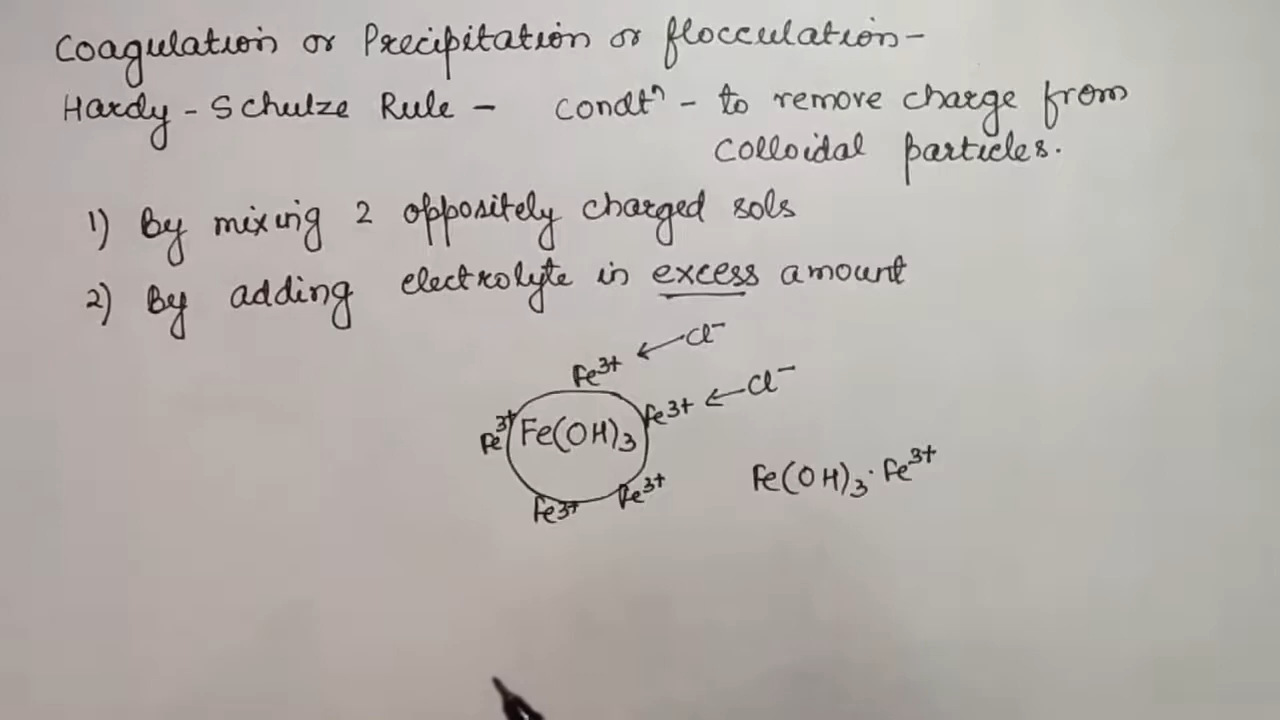 Coagulation or Precipitation or flocculation -
Hardy - Schulze Rule - Condtⁿ - to remove charge from
colloidal particles.
1) By mixing 2 oppositely charged sols
2) By adding electrolyte in excess amount
Fe³⁺ ← Cl⁻
Fe³⁺ ← Cl⁻
Fe³⁺ Fe(OH)₃
Fe(OH)₃·Fe³⁺
Fe³⁺ Fe³⁺